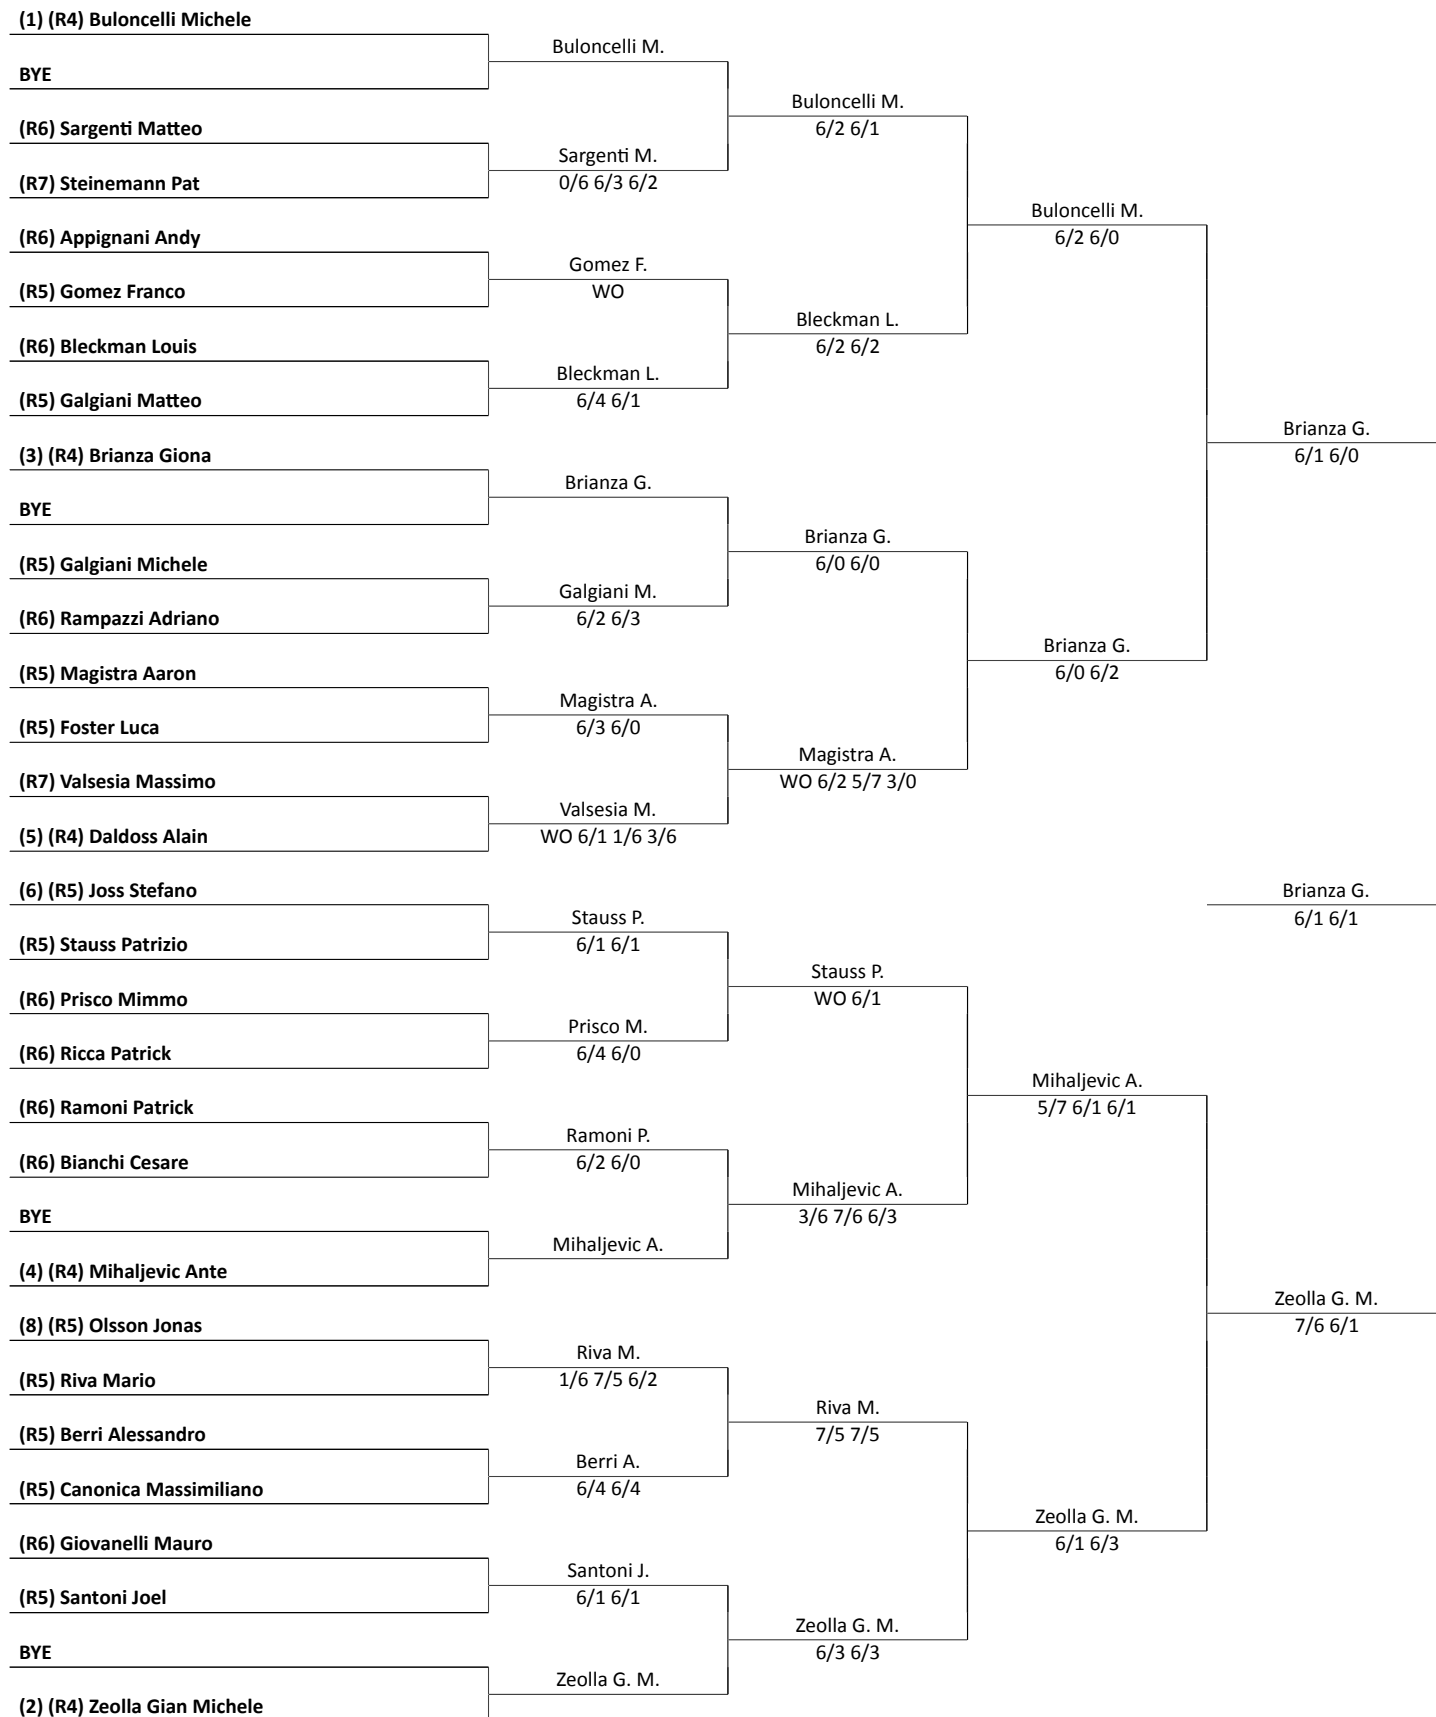 (1) (R4) Buloncelli Michele
Buloncelli M.
BYE
Buloncelli M.
6/2 6/1
(R6) Sargenti Matteo
Sargenti M.
0/6 6/3 6/2
(R7) Steinemann Pat
Buloncelli M.
6/2 6/0
(R6) Appignani Andy
Gomez F.
WO
(R5) Gomez Franco
Bleckman L.
6/2 6/2
(R6) Bleckman Louis
Bleckman L.
6/4 6/1
(R5) Galgiani Matteo
Brianza G.
6/1 6/0
(3) (R4) Brianza Giona
Brianza G.
BYE
Brianza G.
6/0 6/0
(R5) Galgiani Michele
Galgiani M.
6/2 6/3
(R6) Rampazzi Adriano
Brianza G.
6/0 6/2
(R5) Magistra Aaron
Magistra A.
6/3 6/0
(R5) Foster Luca
Magistra A.
WO 6/2 5/7 3/0
(R7) Valsesia Massimo
Valsesia M.
WO 6/1 1/6 3/6
(5) (R4) Daldoss Alain
Brianza G.
6/1 6/1
(6) (R5) Joss Stefano
Stauss P.
6/1 6/1
(R5) Stauss Patrizio
Stauss P.
WO 6/1
(R6) Prisco Mimmo
Prisco M.
6/4 6/0
(R6) Ricca Patrick
Mihaljevic A.
5/7 6/1 6/1
(R6) Ramoni Patrick
Ramoni P.
6/2 6/0
(R6) Bianchi Cesare
Mihaljevic A.
3/6 7/6 6/3
BYE
Mihaljevic A.
(4) (R4) Mihaljevic Ante
Zeolla G. M.
7/6 6/1
(8) (R5) Olsson Jonas
Riva M.
1/6 7/5 6/2
(R5) Riva Mario
Riva M.
7/5 7/5
(R5) Berri Alessandro
Berri A.
6/4 6/4
(R5) Canonica Massimiliano
Zeolla G. M.
6/1 6/3
(R6) Giovanelli Mauro
Santoni J.
6/1 6/1
(R5) Santoni Joel
Zeolla G. M.
6/3 6/3
BYE
Zeolla G. M.
(2) (R4) Zeolla Gian Michele